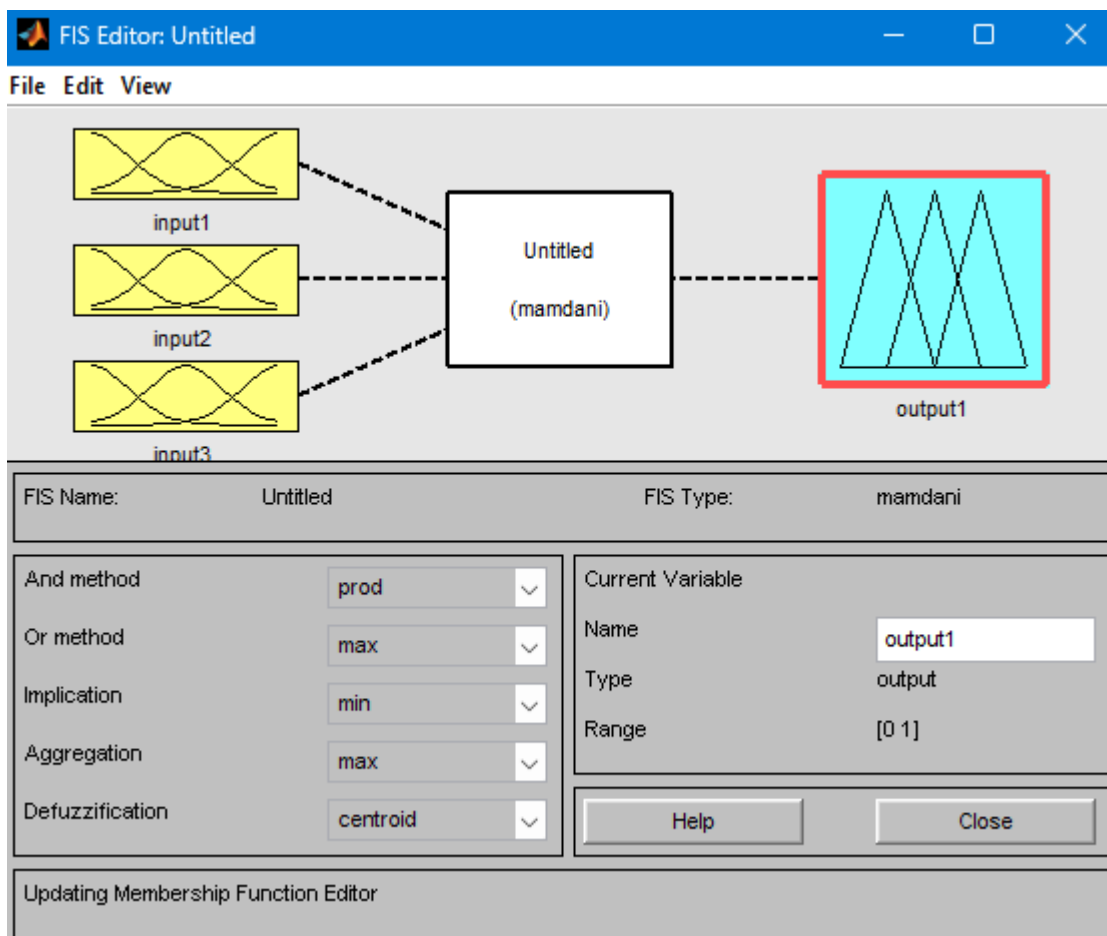 FIS Editor: Untitled
File Edit View
input1
input2
input3
Untitled
(mamdani)
output1
FIS Name: Untitled FIS Type: mamdani
And method prod
Or method max
Implication min
Aggregation max
Defuzzification centroid
Current Variable
Name output1
Type output
Range [0 1]
Help Close
Updating Membership Function Editor